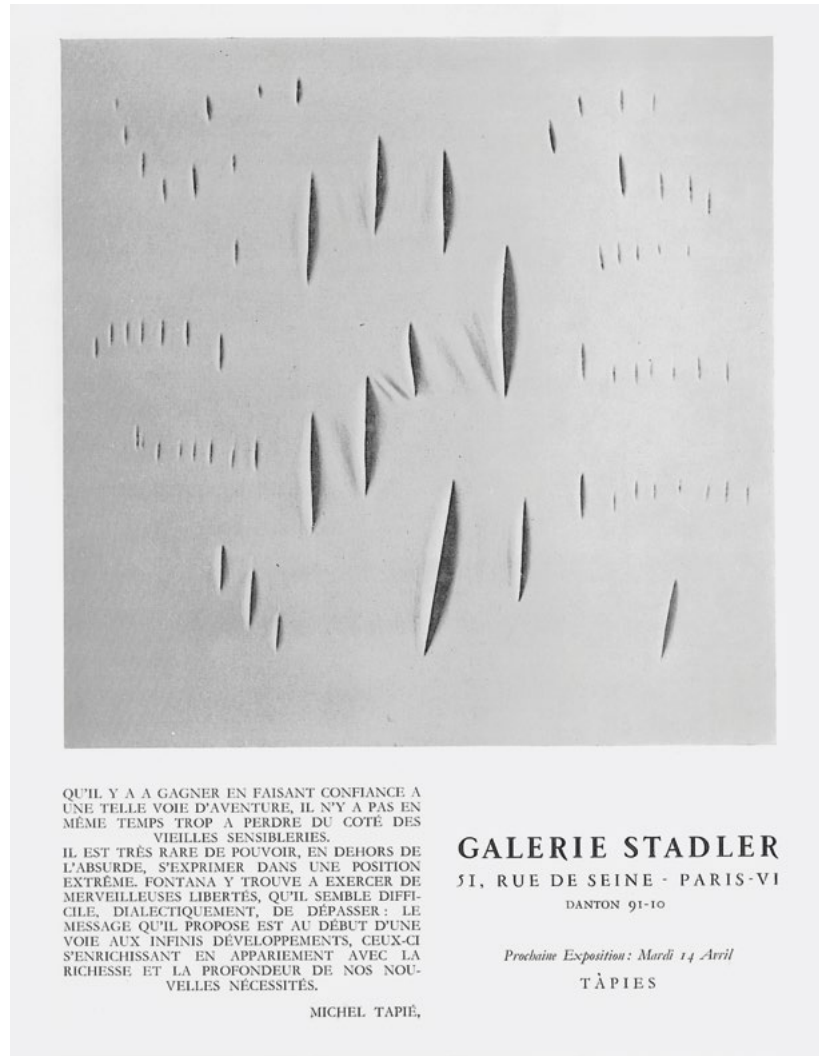 QU'IL Y A A GAGNER EN FAISANT CONFIANCE A
UNE TELLE VOIE D'AVENTURE, IL N'Y A PAS EN
MÊME TEMPS TROP A PERDRE DU COTÉ DES
VIEILLES SENSIBLERIES.
IL EST TRÈS RARE DE POUVOIR, EN DEHORS DE
L'ABSURDE, S'EXPRIMER DANS UNE POSITION
EXTRÊME. FONTANA Y TROUVE A EXERCER DE
MERVEILLEUSES LIBERTÉS, QU'IL SEMBLE DIFFI-
CILE, DIALECTIQUEMENT, DE DÉPASSER : LE
MESSAGE QU'IL PROPOSE EST AU DÉBUT D'UNE
VOIE AUX INFINIS DÉVELOPPEMENTS, CEUX-CI
S'ENRICHISSANT EN APPARIEMENT AVEC LA
RICHESSE ET LA PROFONDEUR DE NOS NOU-
VELLES NÉCESSITÉS.
MICHEL TAPIÉ,
GALERIE STADLER
51, RUE DE SEINE - PARIS-VI
DANTON 91-10
Prochaine Exposition : Mardi 14 Avril
TÀPIES